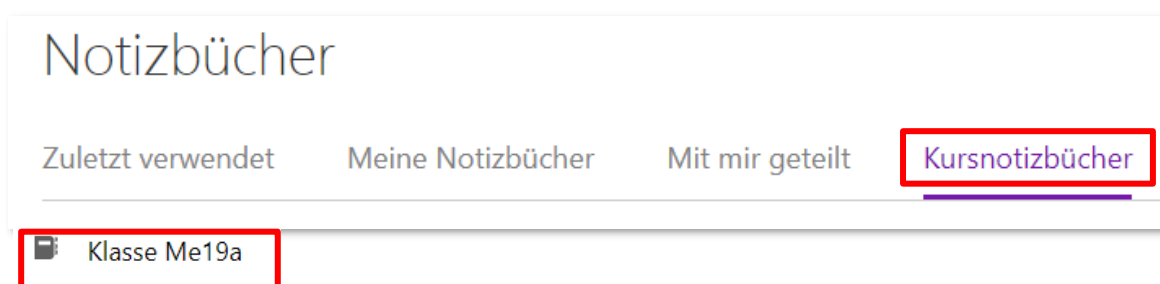 Notizbücher
Zuletzt verwendet Meine Notizbücher Mit mir geteilt Kursnotizbücher
Klasse Me19a